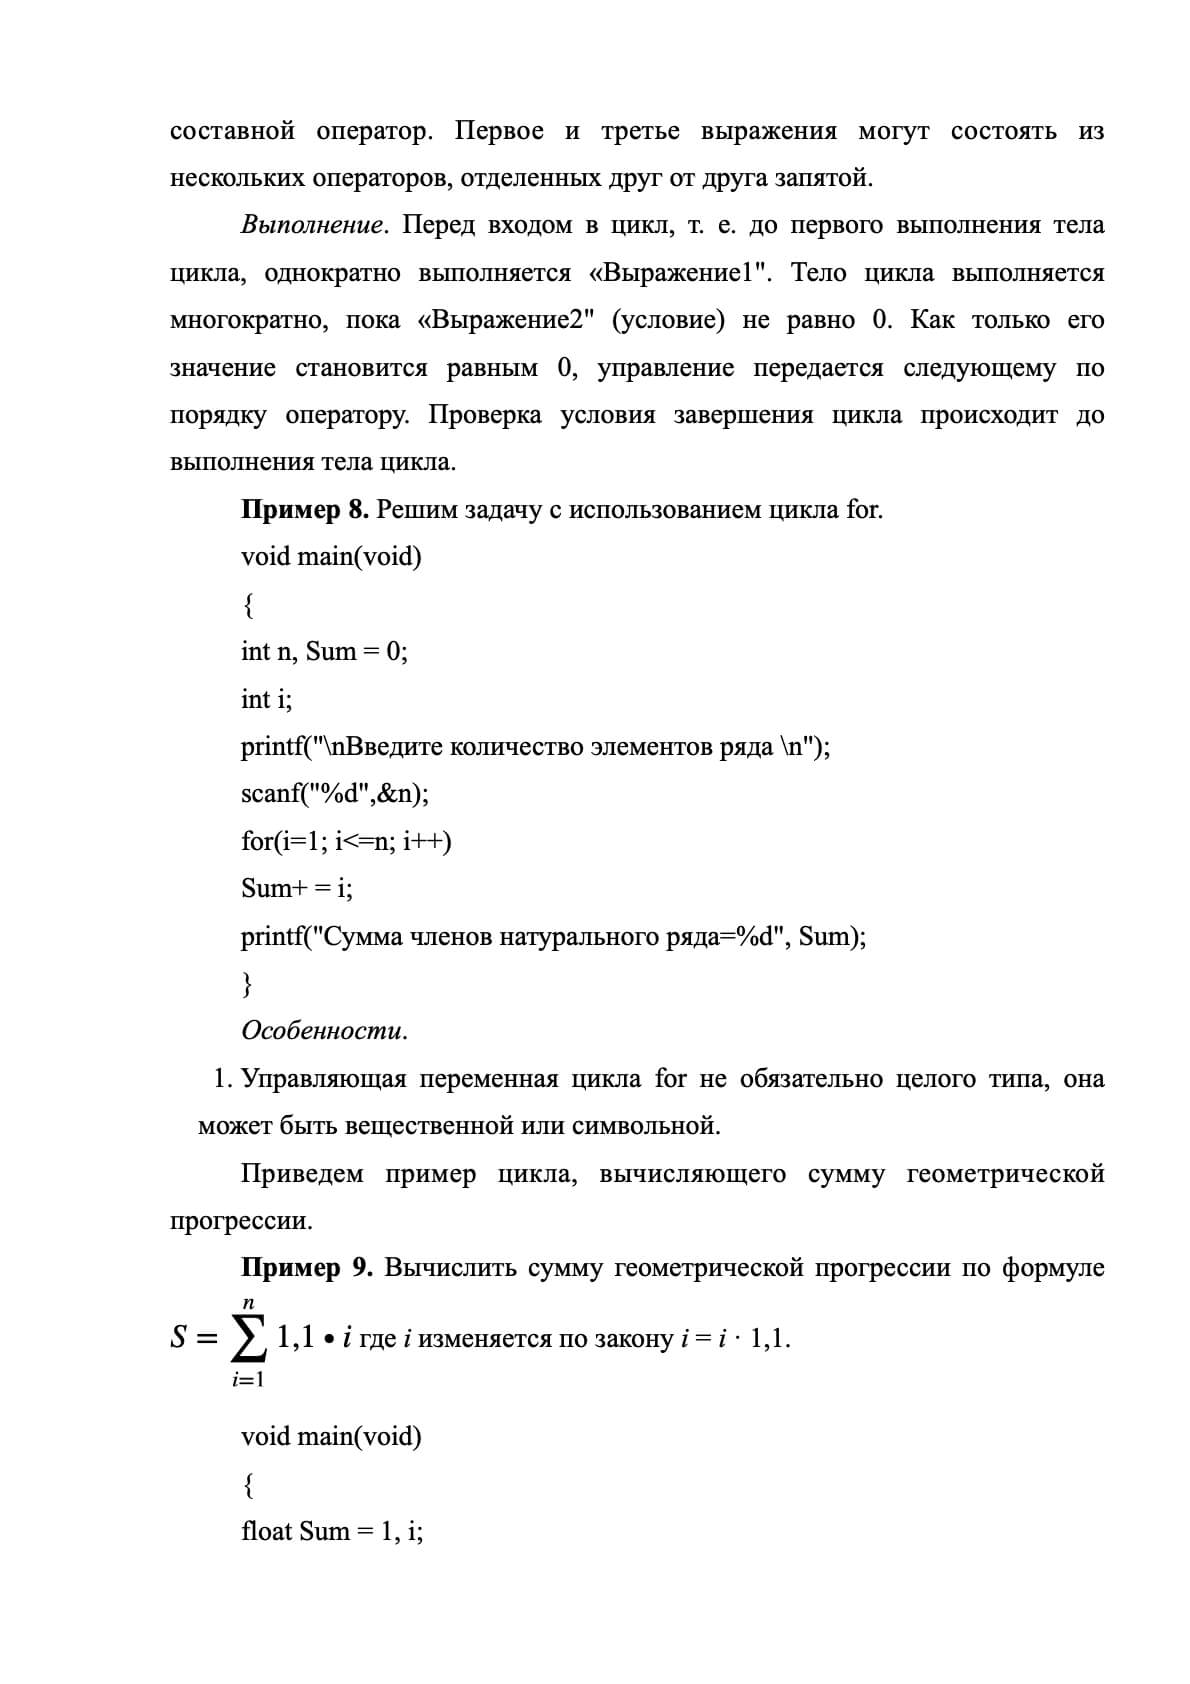 составной оператор. Первое и третье выражения могут состоять из
нескольких операторов, отделенных друг от друга запятой.
Выполнение. Перед входом в цикл, т. е. до первого выполнения тела
цикла, однократно выполняется «Выражение1". Тело цикла выполняется
многократно, пока «Выражение2" (условие) не равно 0. Как только его
значение становится равным 0, управление передается следующему по
порядку оператору. Проверка условия завершения цикла происходит до
выполнения тела цикла.
Пример 8. Решим задачу с использованием цикла for.
void main(void)
{
int n, Sum = 0;
int i;
printf("\nВведите количество элементов ряда \n");
scanf("%d",&n);
for(i=1; i<=n; i++)
Sum+ = i;
printf("Сумма членов натурального ряда=%d", Sum);
}
Особенности.
1. Управляющая переменная цикла for не обязательно целого типа, она
может быть вещественной или символьной.
Приведем пример цикла, вычисляющего сумму геометрической
прогрессии.
Пример 9. Вычислить сумму геометрической прогрессии по формуле
n
S = ∑ 1,1 • i где i изменяется по закону i = i · 1,1.
i=1
void main(void)
{
float Sum = 1, i;